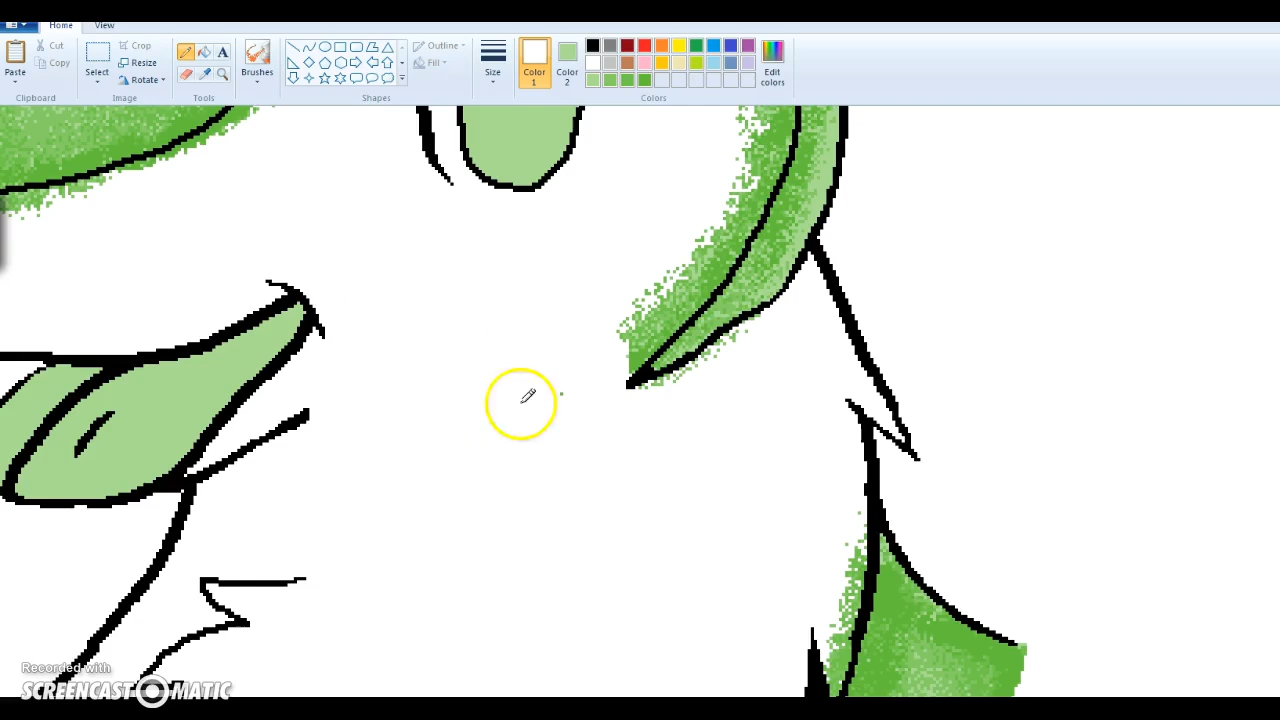 Home View
Cut
Copy
Paste
Clipboard
Select
Crop
Resize
Rotate
Image
A
Tools
Brushes
Outline
Fill
Shapes
Size
Color 1
Color 2
Colors
Edit colors
Recorded with
SCREENCAST MATIC